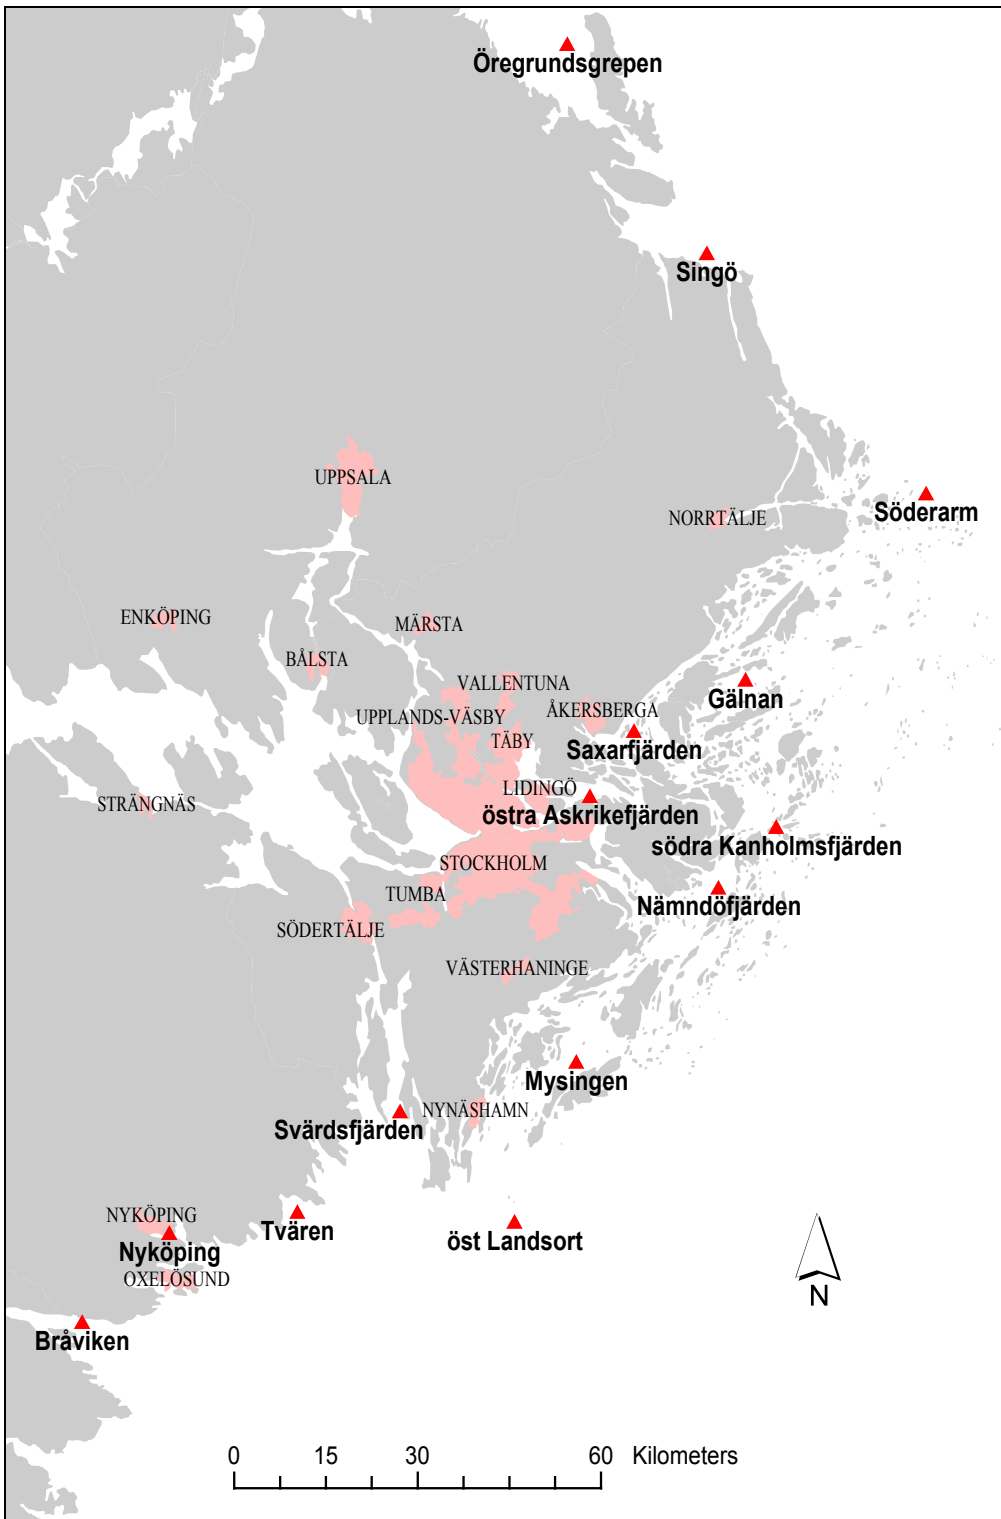 Öregrundsgrepen
Singö
UPPSALA
Söderarm
NORRTÄLJE
ENKÖPING
MÄRSTA
BÅLSTA
VALLENTUNA
Gälnan
ÅKERSBERGA
UPPLANDS-VÄSBY
TÄBY
Saxarfjärden
LIDINGÖ
STRÄNGNÄS
östra Askrikefjärden
södra Kanholmsfjärden
STOCKHOLM
TUMBA
Nämndöfjärden
SÖDERTÄLJE
VÄSTERHANINGE
Mysingen
NYNÄSHAMN
Svärdsfjärden
NYKÖPING
Tvären
öst Landsort
Nyköping
OXELÖSUND
N
Bråviken
0 15 30 60 Kilometers